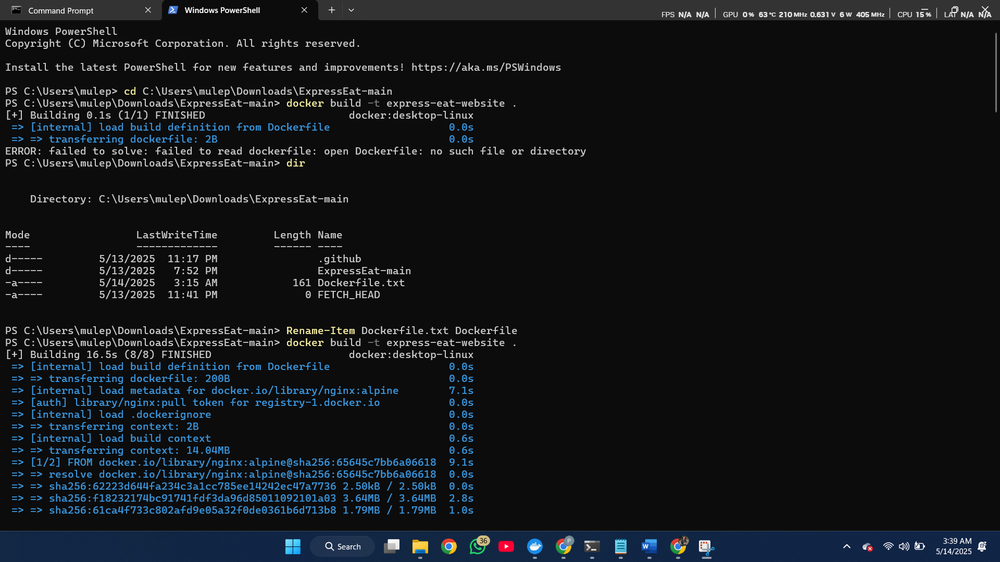 Command Prompt
Windows PowerShell
FPS N/A N/A | GPU 0% 63°C 210 MHz 0.631 V 6 W 405 MHz | CPU 15% | LAT N/A N/A
Windows PowerShell
Copyright (C) Microsoft Corporation. All rights reserved.
Install the latest PowerShell for new features and improvements! https://aka.ms/PSWindows
PS C:\Users\mulep> cd C:\Users\mulep\Downloads\ExpressEat-main
PS C:\Users\mulep\Downloads\ExpressEat-main> docker build -t express-eat-website .
[+] Building 0.1s (1/1) FINISHED                       docker:desktop-linux
 => [internal] load build definition from Dockerfile                   0.0s
 => => transferring dockerfile: 2B                                     0.0s
ERROR: failed to solve: failed to read dockerfile: open Dockerfile: no such file or directory
PS C:\Users\mulep\Downloads\ExpressEat-main> dir
    Directory: C:\Users\mulep\Downloads\ExpressEat-main
Mode                 LastWriteTime         Length Name
----                 -------------         ------ ----
d-----         5/13/2025  11:17 PM                .github
d-----         5/13/2025   7:52 PM                ExpressEat-main
-a----         5/14/2025   3:15 AM            161 Dockerfile.txt
-a----         5/13/2025  11:41 PM              0 FETCH_HEAD
PS C:\Users\mulep\Downloads\ExpressEat-main> Rename-Item Dockerfile.txt Dockerfile
PS C:\Users\mulep\Downloads\ExpressEat-main> docker build -t express-eat-website .
[+] Building 16.5s (8/8) FINISHED                      docker:desktop-linux
 => [internal] load build definition from Dockerfile                   0.0s
 => => transferring dockerfile: 200B                                   0.0s
 => [internal] load metadata for docker.io/library/nginx:alpine        7.1s
 => [auth] library/nginx:pull token for registry-1.docker.io           0.0s
 => [internal] load .dockerignore                                      0.0s
 => => transferring context: 2B                                        0.0s
 => [internal] load build context                                      0.6s
 => => transferring context: 14.04MB                                   0.6s
 => [1/2] FROM docker.io/library/nginx:alpine@sha256:65645c7bb6a06618  9.1s
 => => resolve docker.io/library/nginx:alpine@sha256:65645c7bb6a06618  0.0s
 => => sha256:62223d644fa234c3a1cc785ee14242ec47a7736 2.50kB / 2.50kB  0.0s
 => => sha256:f18232174bc91741fdf3da96d85011092101a03 3.64MB / 3.64MB  2.8s
 => => sha256:61ca4f733c802afd9e05a32f0de0361b6d713b8 1.79MB / 1.79MB  1.0s
Search
36
P
W
3:39 AM
5/14/2025